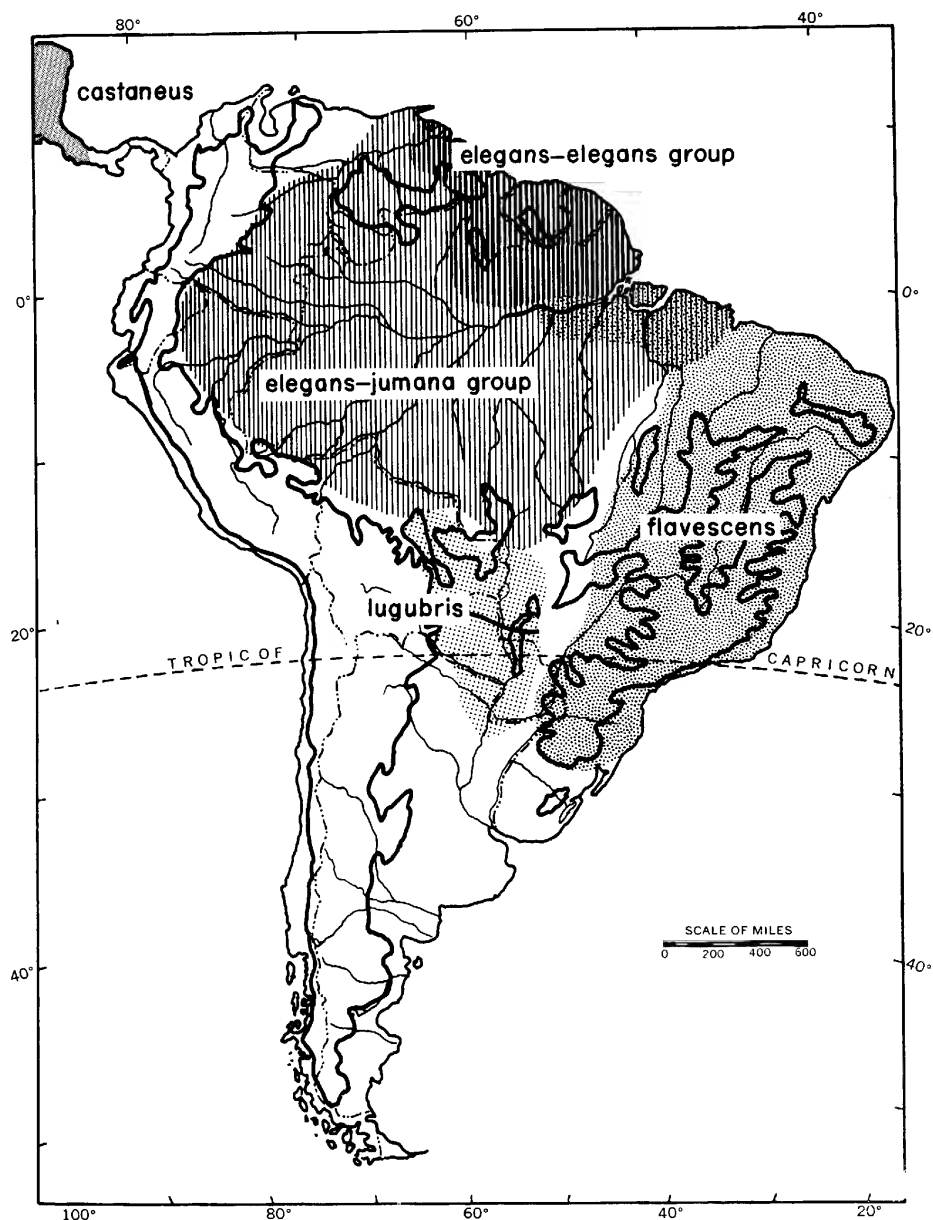 80° 60° 40°
castaneus
elegans–elegans group
0° 0°
elegans–jumana group
flavescens
lugubris
20° 20°
TROPIC OF CAPRICORN
SCALE OF MILES
0 200 400 600
40° 40°
100° 80° 60° 40° 20°